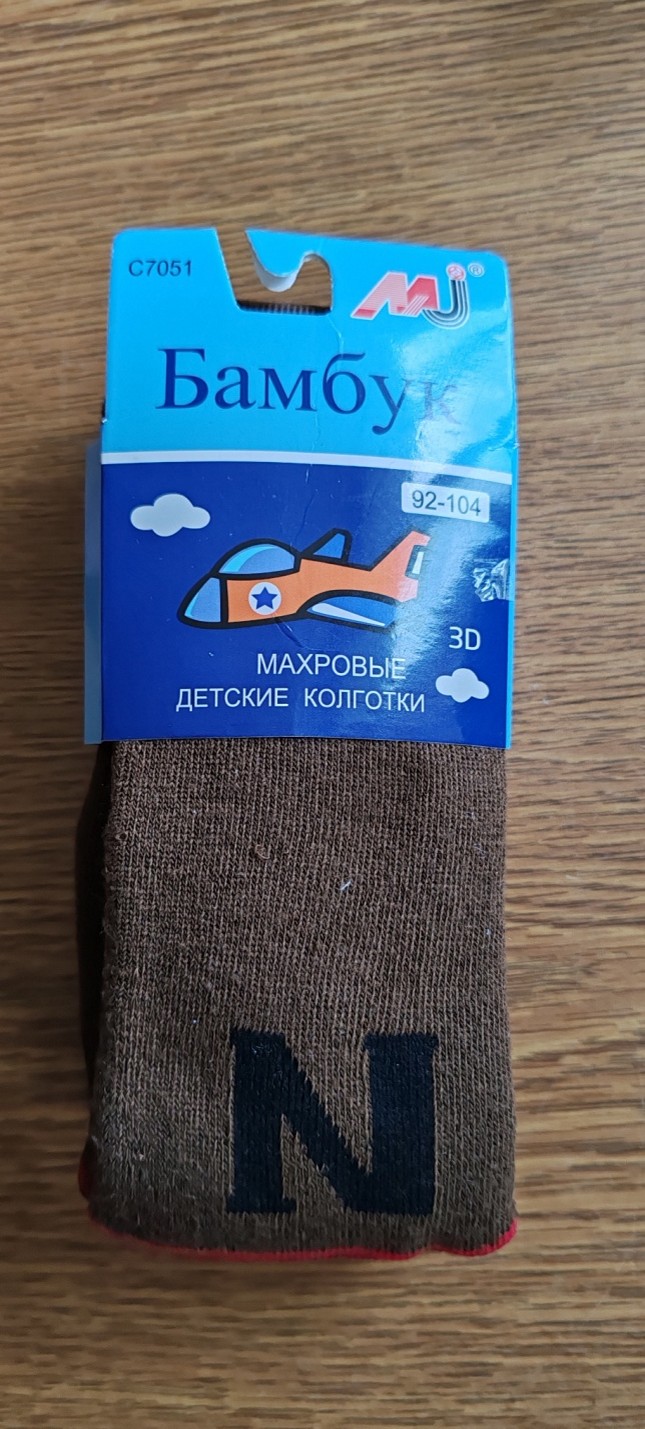 C7051
MJ®
Бамбук
92-104
3D
МАХРОВЫЕ
ДЕТСКИЕ КОЛГОТКИ
N